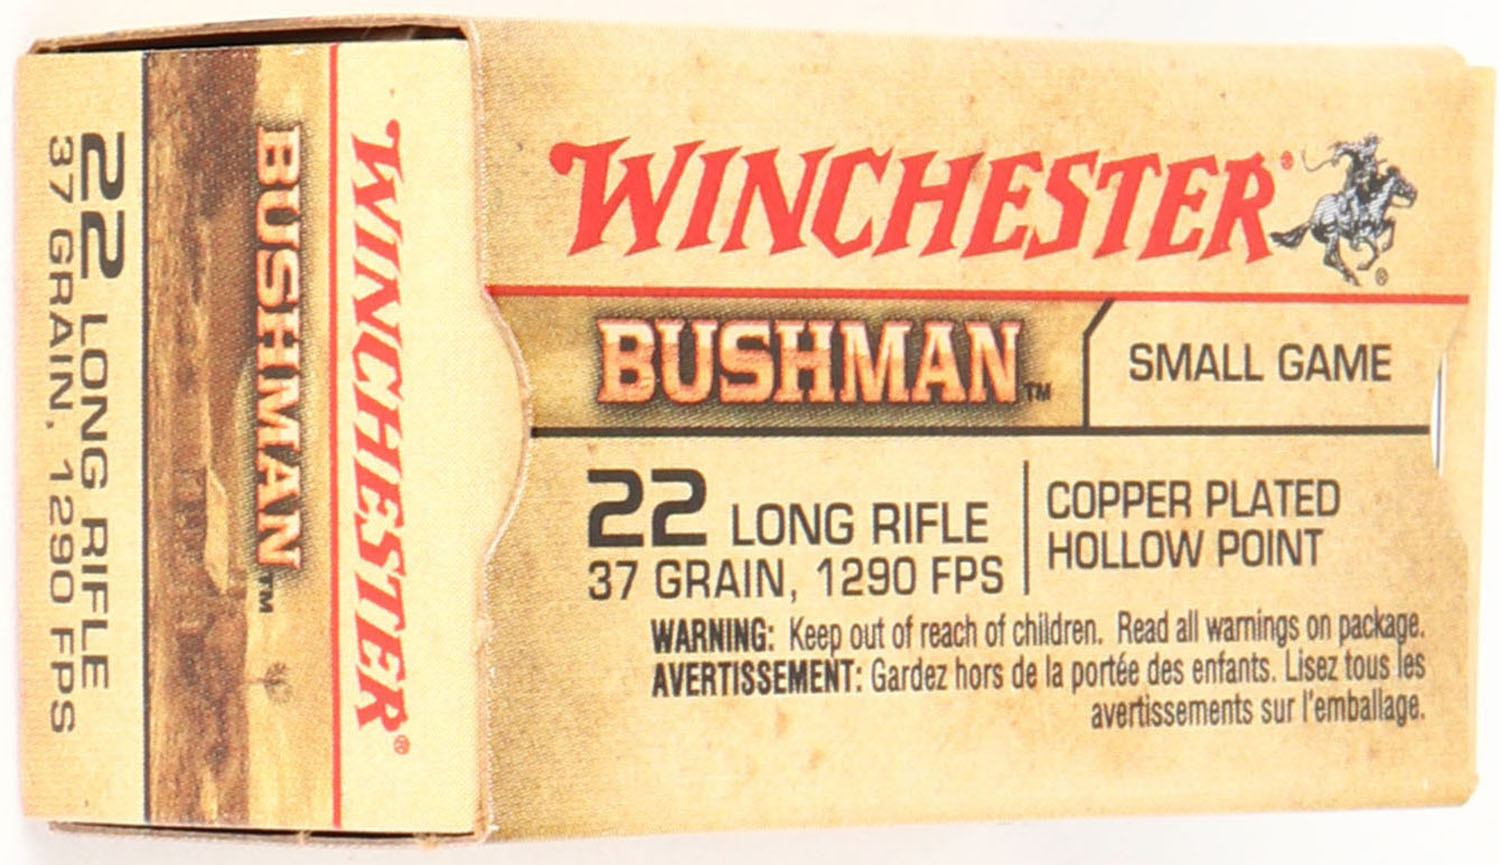 WINCHESTER®
BUSHMAN™
22 LONG RIFLE
37 GRAIN, 1290 FPS
WINCHESTER®
®
BUSHMAN™
SMALL GAME
22 LONG RIFLE
37 GRAIN, 1290 FPS
COPPER PLATED
HOLLOW POINT
WARNING: Keep out of reach of children. Read all warnings on package.
AVERTISSEMENT: Gardez hors de la portée des enfants. Lisez tous les
avertissements sur l'emballage.